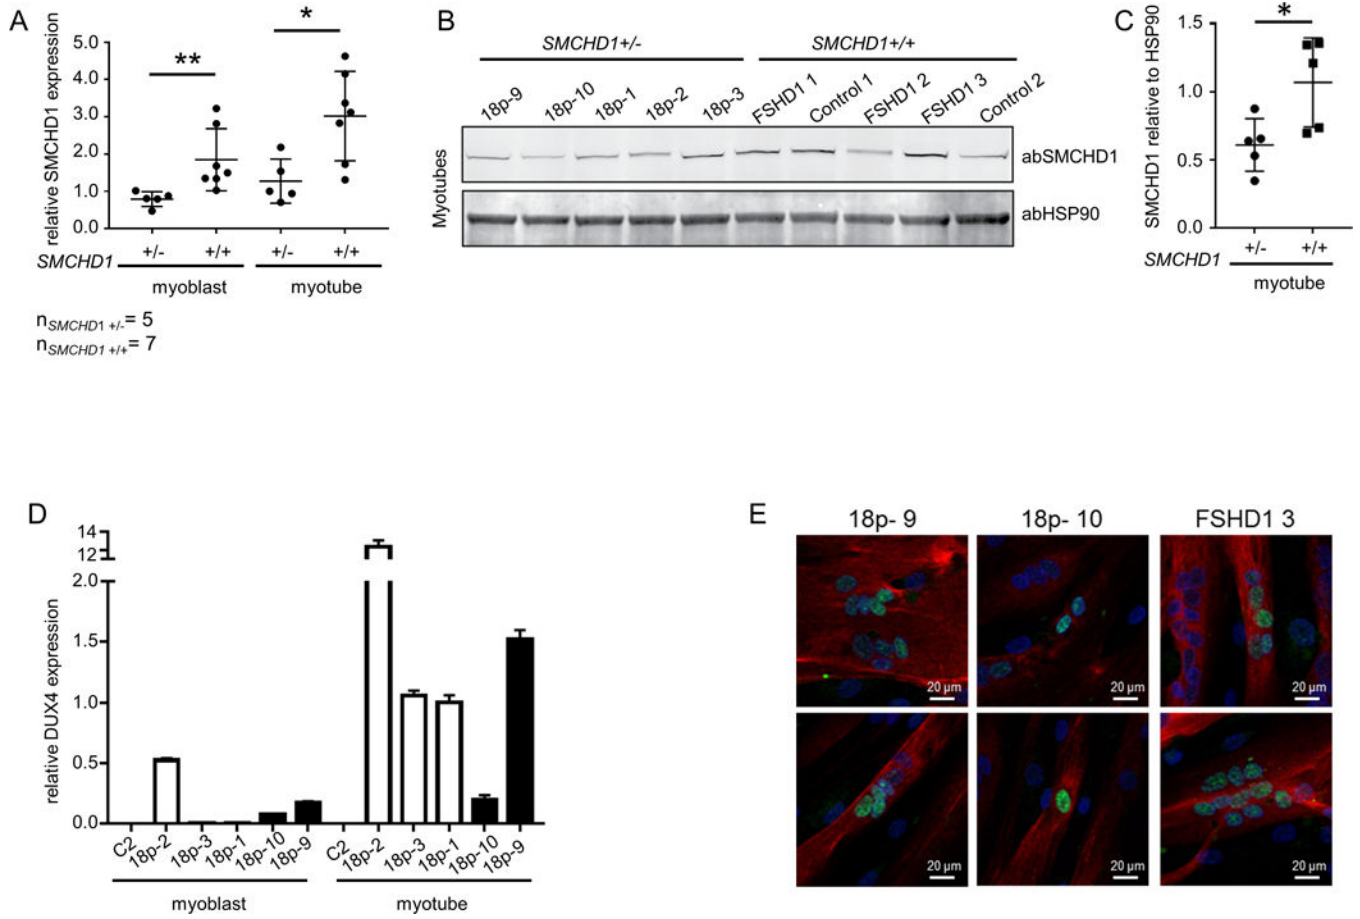 A
relative SMCHD1 expression
5.0
4.0
3.0
2.0
1.0
0.0
**
*
+/- +/+ +/- +/+
SMCHD1
myoblast myotube
nSMCHD1 +/-= 5
nSMCHD1 +/+= 7
B
SMCHD1+/- SMCHD1+/+
18p-9 18p-10 18p-1 18p-2 18p-3 FSHD1 1 Control 1 FSHD1 2 FSHD1 3 Control 2
Myotubes
abSMCHD1
abHSP90
C
SMCHD1 relative to HSP90
1.5
1.0
0.5
0.0
*
+/- +/+
SMCHD1
myotube
D
relative DUX4 expression
14
12
2.0
1.5
1.0
0.5
0.0
C2 18p-2 18p-3 18p-1 18p-10 18p-9 C2 18p-2 18p-3 18p-1 18p-10 18p-9
myoblast myotube
E
18p- 9 18p- 10 FSHD1 3
20 µm 20 µm 20 µm
20 µm 20 µm 20 µm